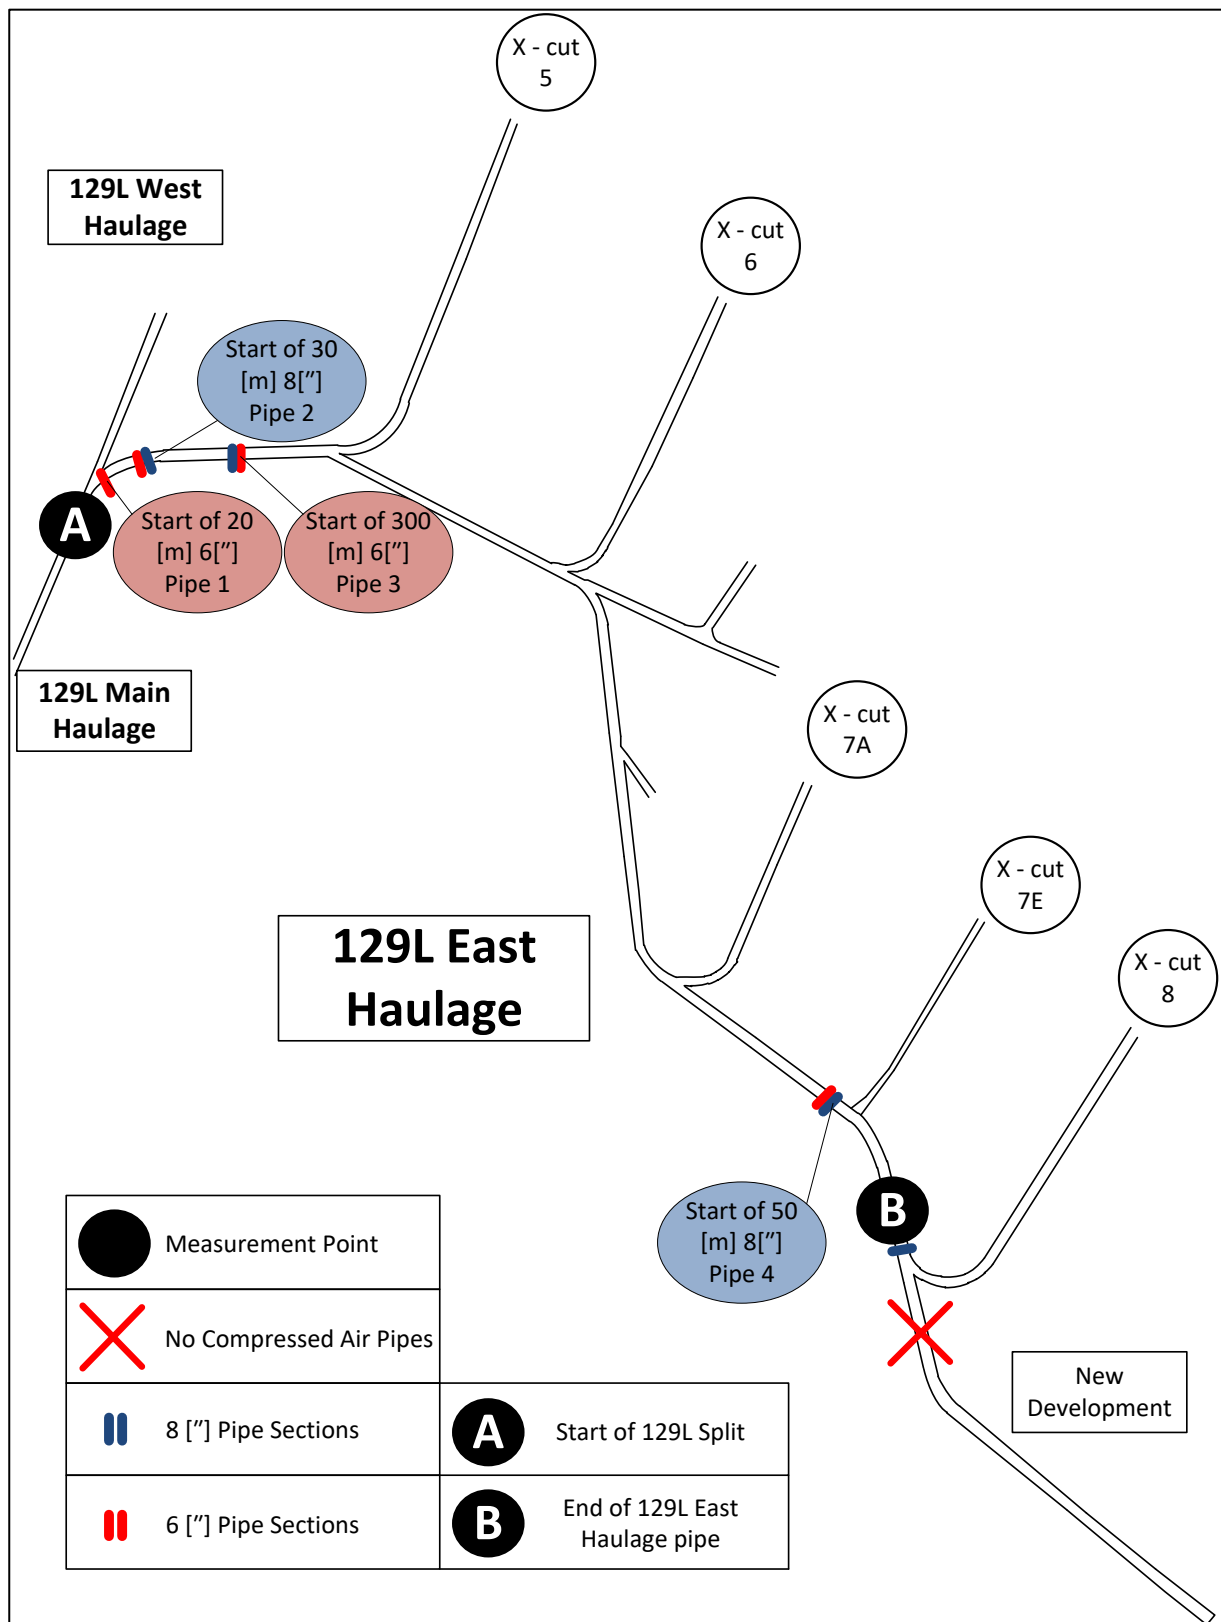 X - cut
5
129L West
Haulage
X - cut
6
Start of 30
[m] 8[″]
Pipe 2
A
Start of 20
[m] 6[″]
Pipe 1
Start of 300
[m] 6[″]
Pipe 3
129L Main
Haulage
X - cut
7A
X - cut
7E
129L East
Haulage
X - cut
8
Start of 50
[m] 8[″]
Pipe 4
B
Measurement Point
No Compressed Air Pipes
New
Development
8 [″] Pipe Sections
A
Start of 129L Split
6 [″] Pipe Sections
B
End of 129L East
Haulage pipe